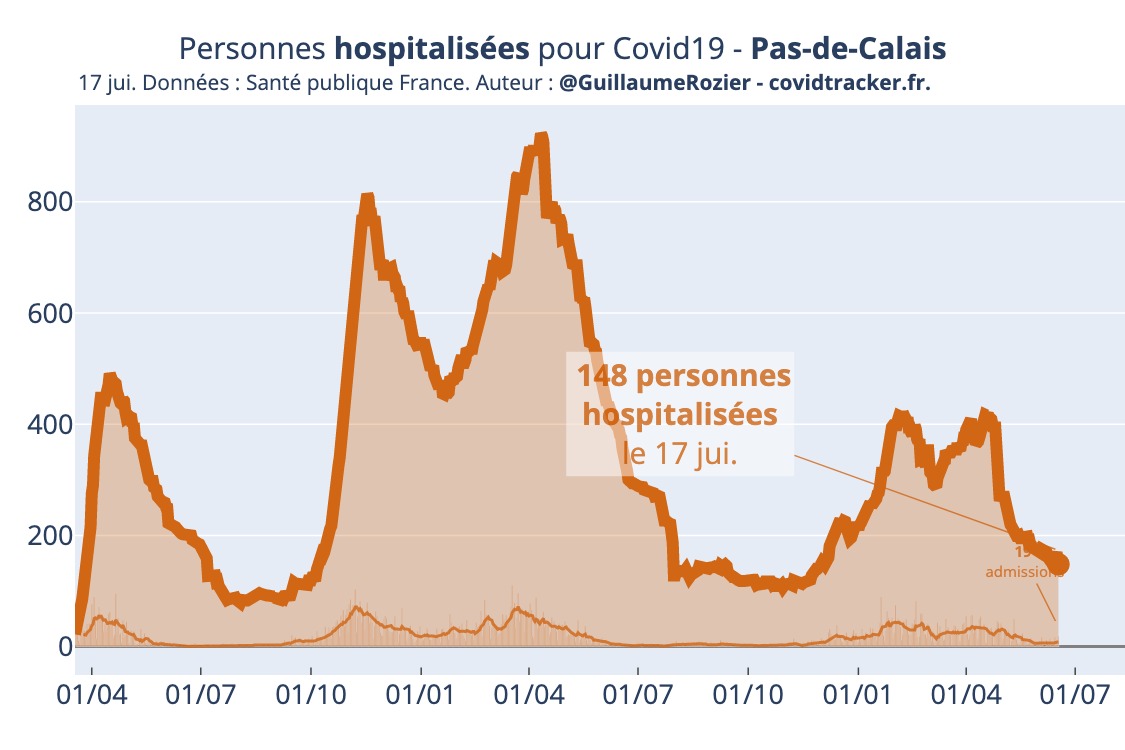 Personnes hospitalisées pour Covid19 - Pas-de-Calais
17 jui. Données : Santé publique France. Auteur : @GuillaumeRozier - covidtracker.fr.
800
600
400
200
0
148 personnes
hospitalisées
le 17 jui.
admissions
01/04 01/07 01/10 01/01 01/04 01/07 01/10 01/01 01/04 01/07